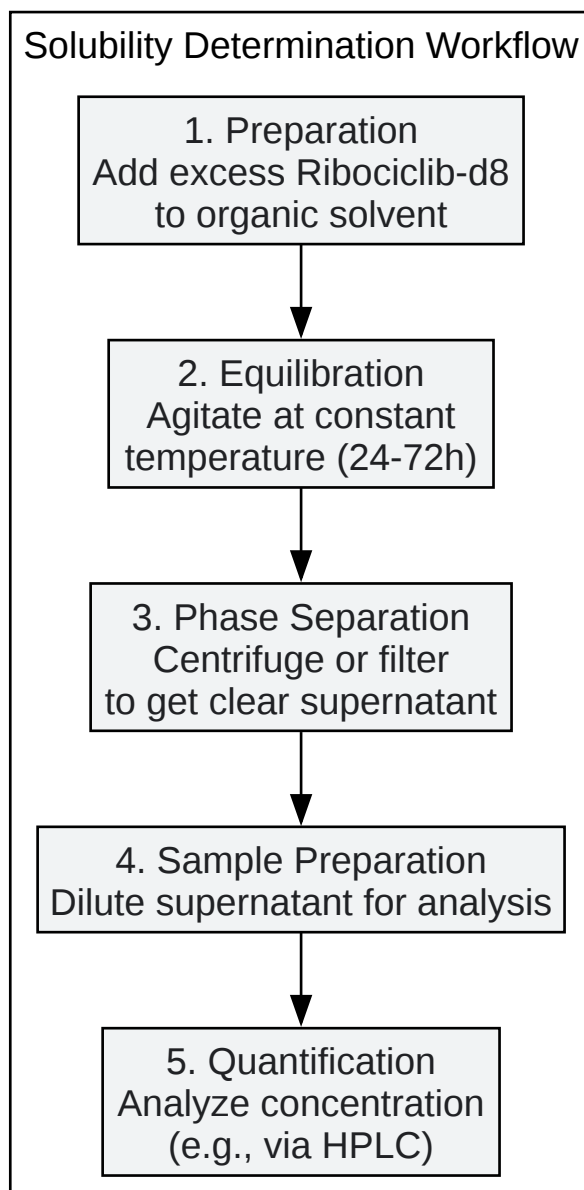 Solubility Determination Workflow
1. Preparation
Add excess Ribociclib-d8
to organic solvent
2. Equilibration
Agitate at constant
temperature (24-72h)
3. Phase Separation
Centrifuge or filter
to get clear supernatant
4. Sample Preparation
Dilute supernatant for analysis
5. Quantification
Analyze concentration
(e.g., via HPLC)